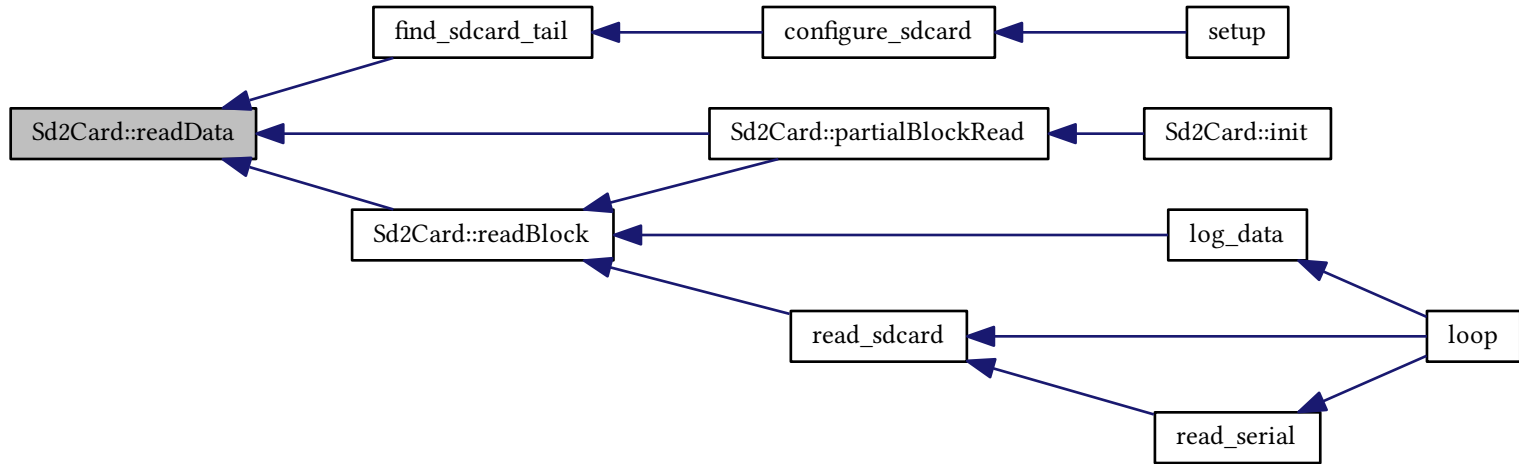 find_sdcard_tail
configure_sdcard
setup
Sd2Card::readData
Sd2Card::partialBlockRead
Sd2Card::init
Sd2Card::readBlock
log_data
read_sdcard
loop
read_serial